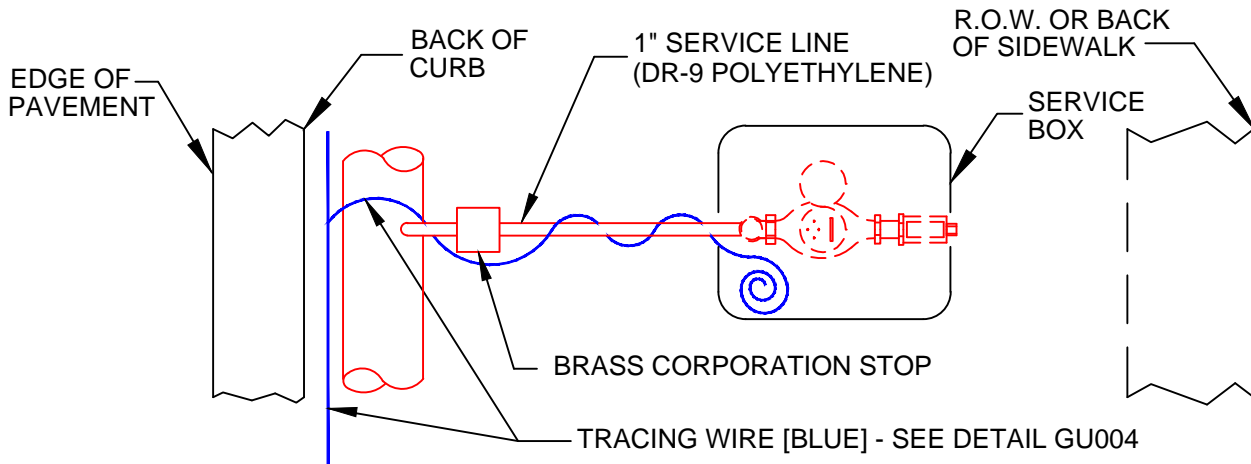 R.O.W. OR BACK
OF SIDEWALK
BACK OF
CURB
1" SERVICE LINE
(DR-9 POLYETHYLENE)
EDGE OF
PAVEMENT
SERVICE
BOX
BRASS CORPORATION STOP
TRACING WIRE [BLUE] - SEE DETAIL GU004